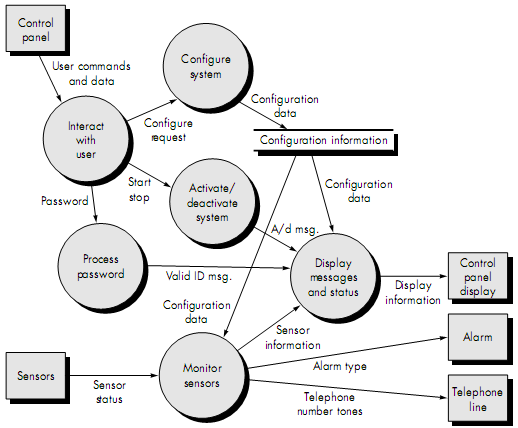 Control
panel
User commands
and data
Configure
system
Configuration
data
Interact
with
user
Configure
request
Configuration information
Start
stop
Activate/
deactivate
system
Configuration
data
Password
A/d msg.
Process
password
Valid ID msg.
Display
messages
and status
Control
panel
display
Display
information
Configuration
data
Sensor
information
Alarm
Sensors
Sensor
status
Monitor
sensors
Alarm type
Telephone
number tones
Telephone
line